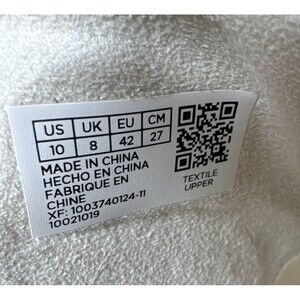 US UK EU CM
10 8 42 27
MADE IN CHINA
HECHO EN CHINA
FABRIQUE EN
CHINE
XF: 1003740124-11
10021019
TEXTILE
UPPER